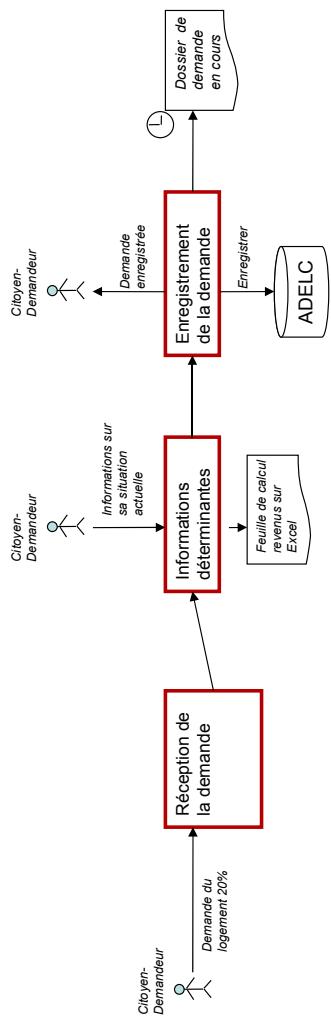 Citoyen-
Demandeur
Demande du
logement 20%
Réception de
la demande
Citoyen-
Demandeur
Informations sur
sa situation
actuelle
Informations
déterminantes
Feuille de calcul
revenus sur
Excel
Citoyen-
Demandeur
Demande
enregistrée
Enregistrement
de la demande
Enregistrer
ADELC
Dossier de
demande
en cours